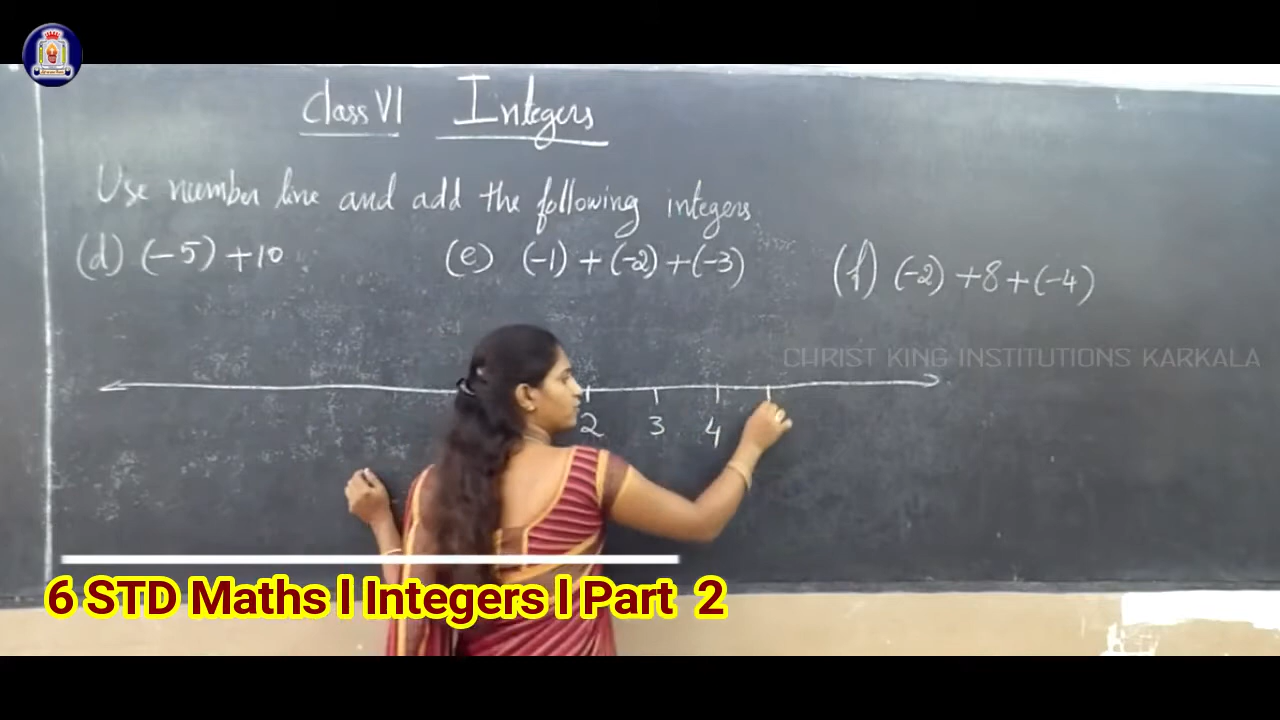 Class VI Integers
Use number line and add the following integers.
(d) (-5) +10 (e) (-1) + (-2) + (-3) (f) (-2) +8+(-4)
CHRIST KING INSTITUTIONS KARKALA
2 3 4
6 STD Maths l Integers l Part 2